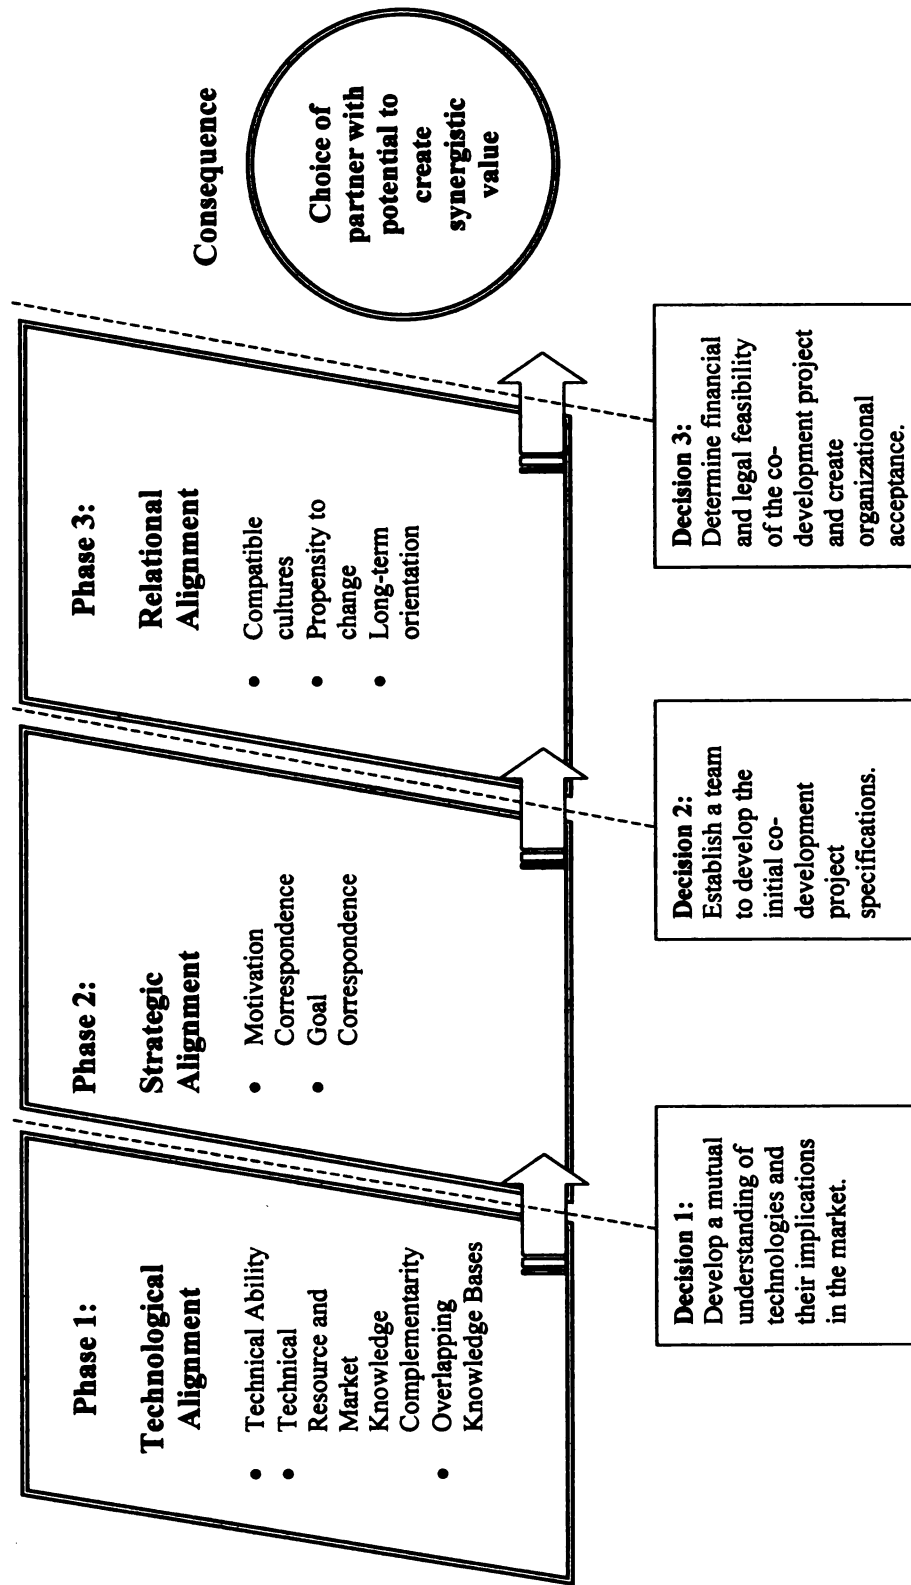 Phase 1:
Technological
Alignment
• Technical Ability
• Technical
Resource and
Market
Knowledge
Complementarity
• Overlapping
Knowledge Bases
Phase 2:
Strategic
Alignment
• Motivation
Correspondence
• Goal
Correspondence
Phase 3:
Relational
Alignment
• Compatible
cultures
• Propensity to
change
• Long-term
orientation
Consequence
Choice of
partner with
potential to
create
synergistic
value
Decision 1:
Develop a mutual
understanding of
technologies and
their implications
in the market.
Decision 2:
Establish a team
to develop the
initial co-
development
project
specifications.
Decision 3:
Determine financial
and legal feasibility
of the co-
development project
and create
organizational
acceptance.